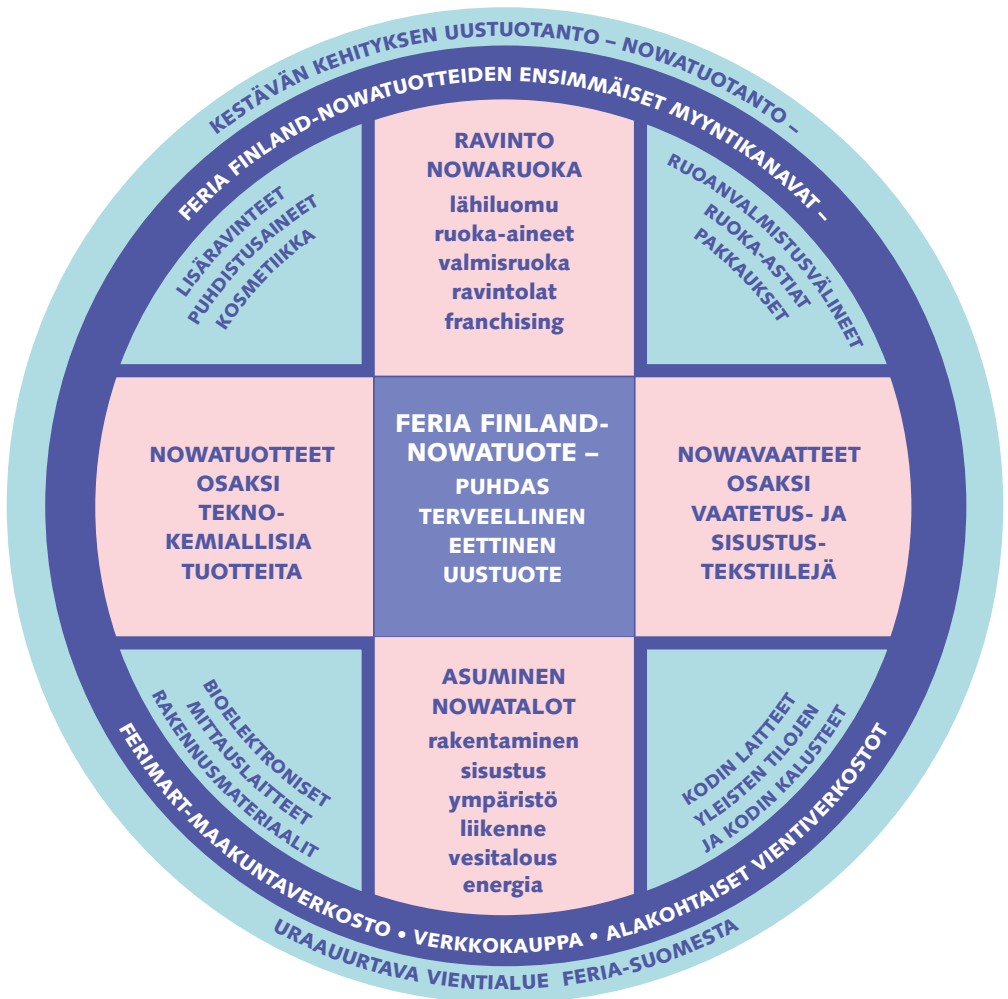 KESTÄVÄN KEHITYKSEN UUSTUOTANTO – NOWATUOTANTO –
FERIA FINLAND-NOWATUOTTEIDEN ENSIMMÄISET MYYNTIKANAVAT –
LISÄRAVINTEET
PUHDISTUSAINEET
KOSMETIIKKA
RAVINTO
NOWARUOKA
lähiluomu
ruoka-aineet
valmisruoka
ravintolat
franchising
RUOANVALMISTUSVÄLINEET
RUOKA-ASTIAT
PAKKAUKSET
NOWATUOTTEET
OSAKSI
TEKNO-
KEMIALLISIA
TUOTTEITA
FERIA FINLAND-
NOWATUOTE –
PUHDAS
TERVEELLINEN
EETTINEN
UUSTUOTE
NOWAVAATTEET
OSAKSI
VAATETUS- JA
SISUSTUS-
TEKSTIILEJÄ
BIOELEKTRONISET
MITTAUSLAITTEET
RAKENNUSMATERIAALIT
ASUMINEN
NOWATALOT
rakentaminen
sisustus
ympäristö
liikenne
vesitalous
energia
KODIN LAITTEET
YLEISTEN TILOJEN
JA KODIN KALUSTEET
FERIMART-MAAKUNTAVERKOSTO • VERKKOKAUPPA • ALAKOHTAISET VIENTIVERKOSTOT
URAAUURTAVA VIENTIALUE FERIA-SUOMESTA